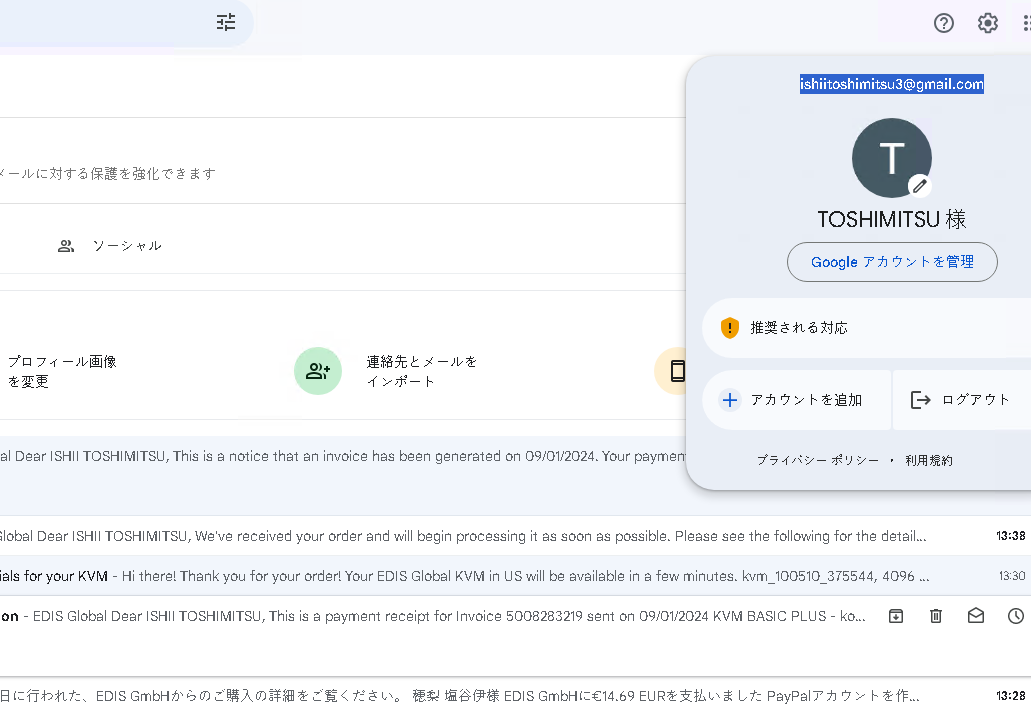 ishiitoshimitsu3@gmail.com
T
TOSHIMITSU 様
Google アカウントを管理
推奨される対応
アカウントを追加
ログアウト
プライバシー ポリシー ・ 利用規約
メールに対する保護を強化できます
ソーシャル
プロフィール画像
を変更
連絡先とメールを
インポート
al Dear ISHII TOSHIMITSU, This is a notice that an invoice has been generated on 09/01/2024. Your payment
Global Dear ISHII TOSHIMITSU, We've received your order and will begin processing it as soon as possible. Please see the following for the detail... 13:38
ials for your KVM - Hi there! Thank you for your order! Your EDIS Global KVM in US will be available in a few minutes. kvm_100510_375544, 4096 ... 13:30
on - EDIS Global Dear ISHII TOSHIMITSU, This is a payment receipt for Invoice 5008283219 sent on 09/01/2024 KVM BASIC PLUS - ko...
日に行われた、EDIS GmbHからのご購入の詳細をご覧ください。 硬梨 塩谷伊様 EDIS GmbHに€14.69 EURを支払いました PayPalアカウントを作... 13:28